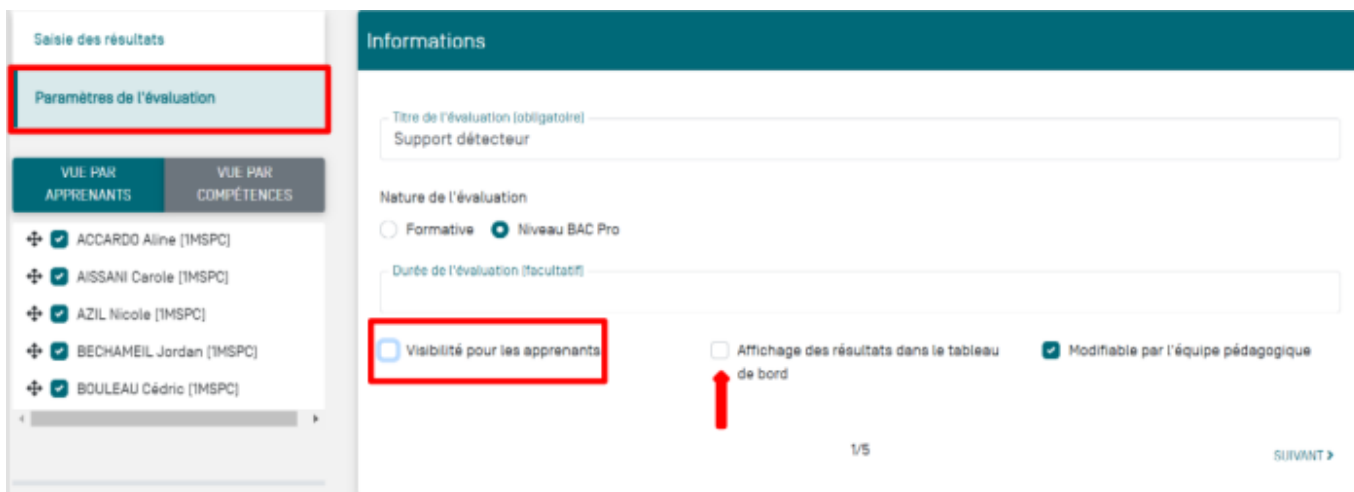 Saisie des résultats
Paramètres de l'évaluation
VUE PAR
APPRENANTS
VUE PAR
COMPÉTENCES
ACCARDO Aline [1MSPC]
AISSANI Carole [1MSPC]
AZIL Nicole [1MSPC]
BECHAMEIL Jordan [1MSPC]
BOULEAU Cédric [1MSPC]
Informations
Titre de l'évaluation [obligatoire]
Support détecteur
Nature de l'évaluation
Formative
Niveau BAC Pro
Durée de l'évaluation [facultatif]
Visibilité pour les apprenants
Affichage des résultats dans le tableau
de bord
Modifiable par l'équipe pédagogique
1/5
SUIVANT >